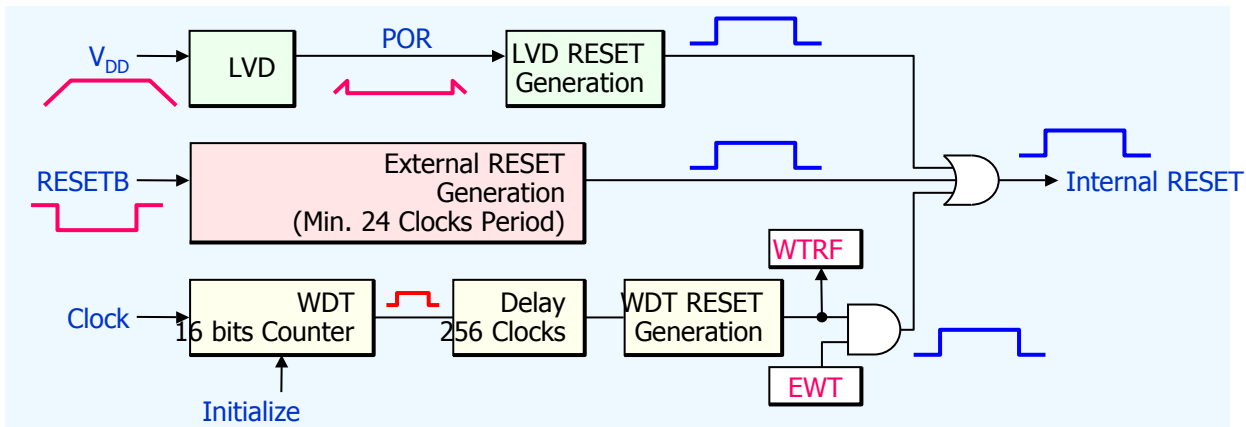 V_DD
LVD
POR
LVD RESET
Generation
RESETB
External RESET
Generation
(Min. 24 Clocks Period)
Internal RESET
WTRF
Clock
WDT
16 bits Counter
Delay
256 Clocks
WDT RESET
Generation
EWT
Initialize